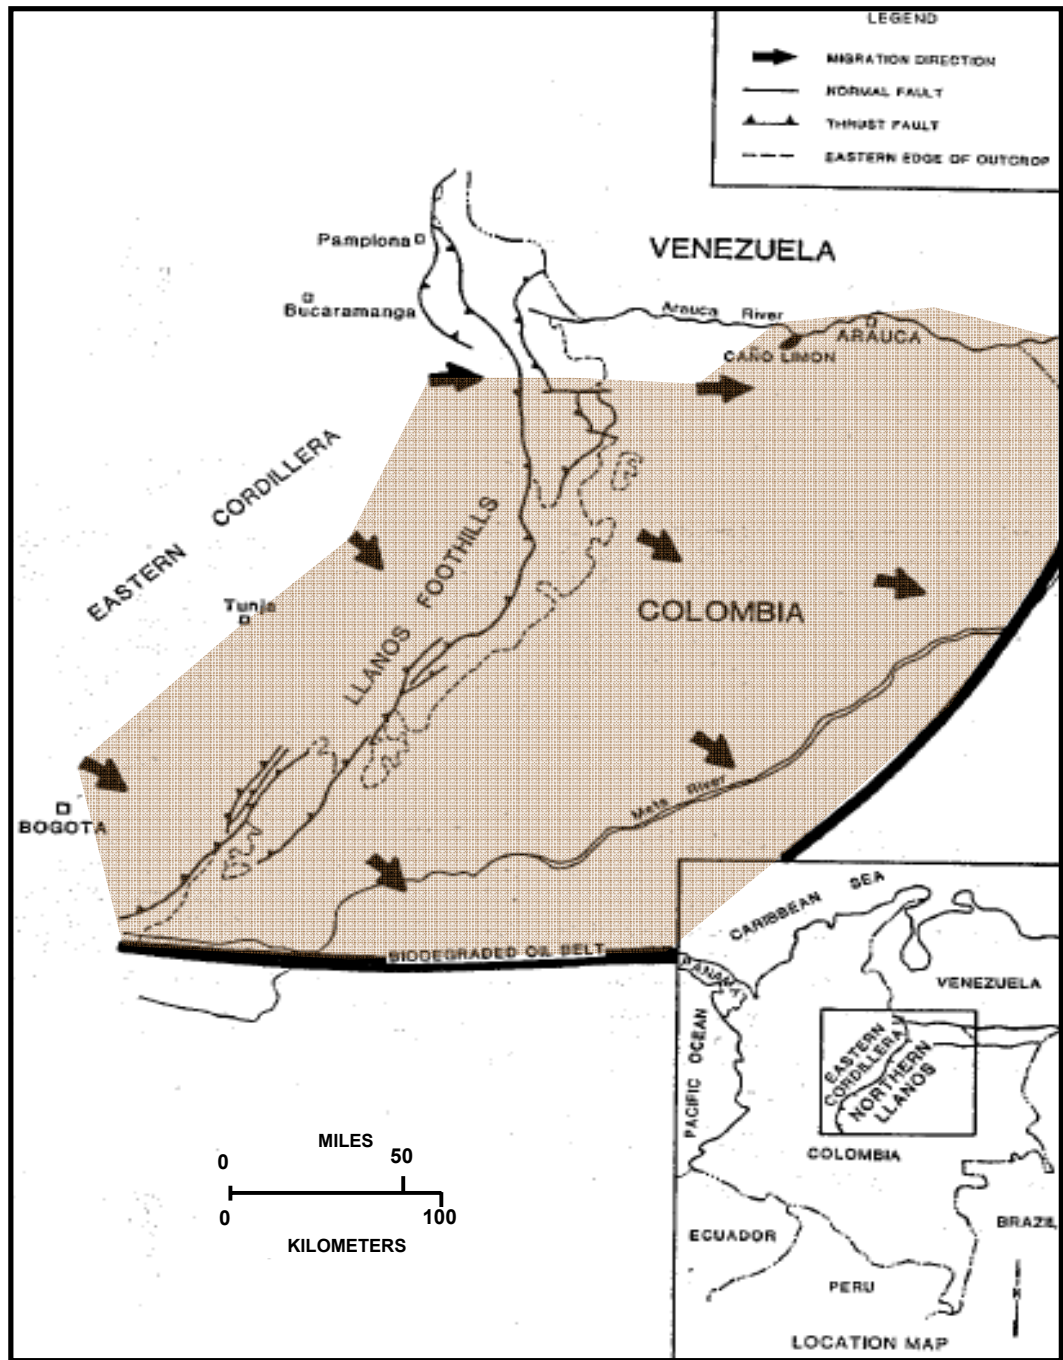 LEGEND
MIGRATION DIRECTION
NORMAL FAULT
THRUST FAULT
EASTERN EDGE OF OUTCROP
Pamplona
VENEZUELA
Bucaramanga
Arauca River
ARAUCA
CAÑO LIMON
EASTERN CORDILLERA
LLANOS FOOTHILLS
Tunja
COLOMBIA
BOGOTA
Meta River
BIODEGRADED OIL BELT
CARIBBEAN SEA
PANAMA
VENEZUELA
PACIFIC OCEAN
EASTERN
CORDILLERA
NORTHERN
LLANOS
COLOMBIA
ECUADOR
BRAZIL
PERU
N
LOCATION MAP
MILES
0 50
0 100
KILOMETERS